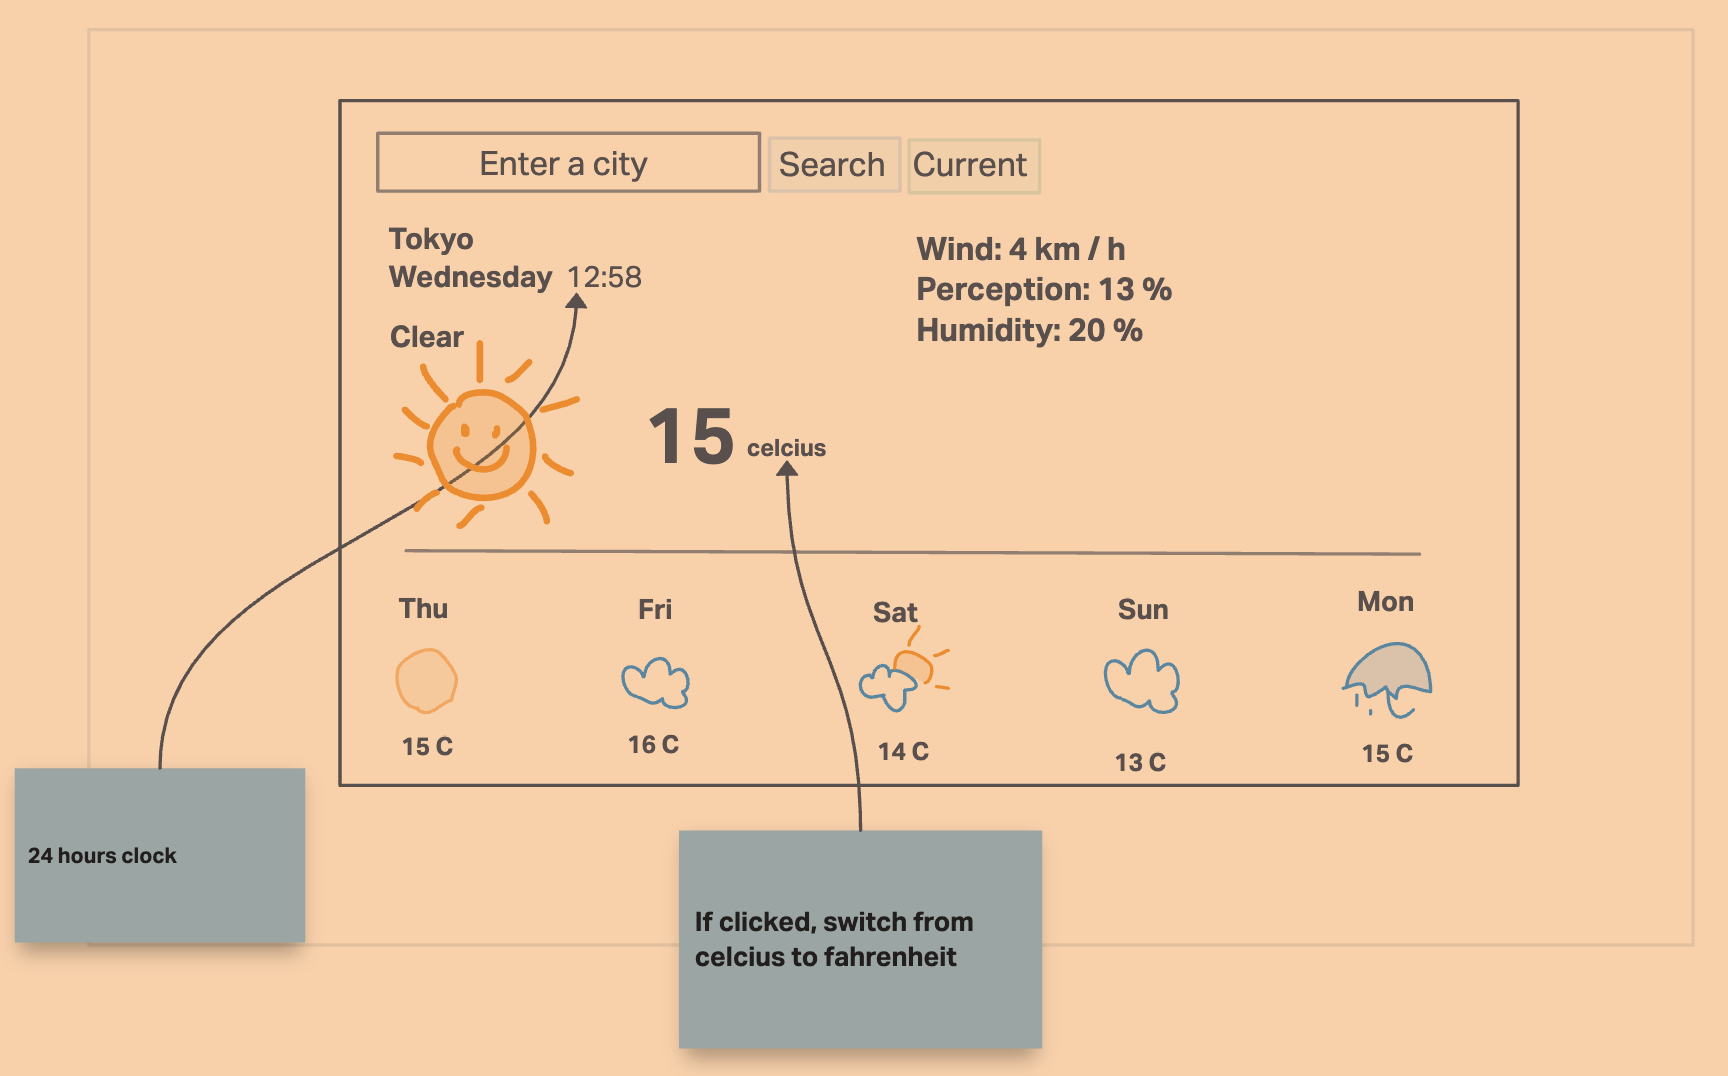 Enter a city
Search
Current
Tokyo
Wednesday 12:58
Clear
Wind: 4 km / h
Perception: 13 %
Humidity: 20 %
15 celcius
Thu
Fri
Sat
Sun
Mon
15 C
16 C
14 C
13 C
15 C
24 hours clock
If clicked, switch from
celcius to fahrenheit